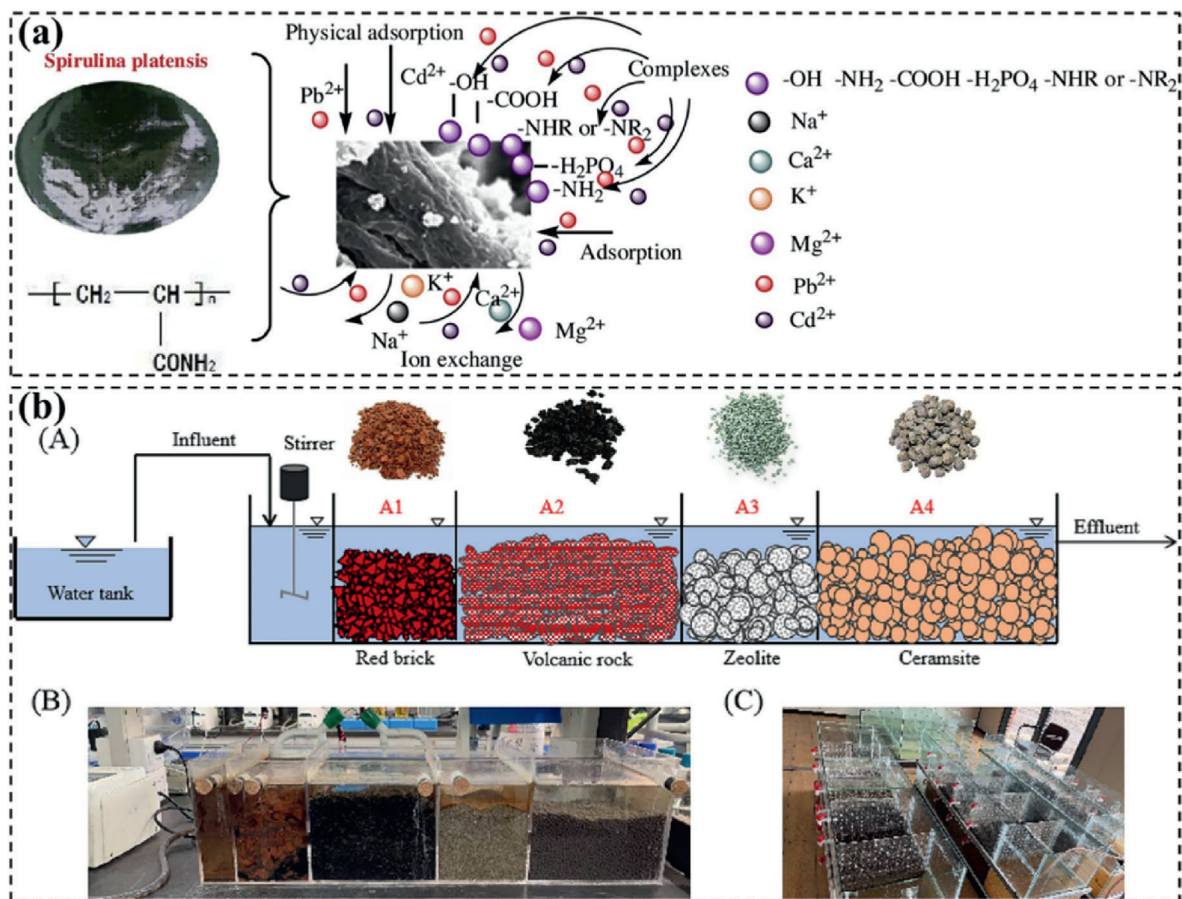 (a)
Spirulina platensis
Physical adsorption
Pb²⁺
Cd²⁺
-OH
-COOH
Complexes
-NHR or -NR₂
-H₂PO₄
-NH₂
Adsorption
K⁺
Ca²⁺
Na⁺
Mg²⁺
Ion exchange
-[ CH₂ — CH ]ₙ
CONH₂
-OH -NH₂ -COOH -H₂PO₄ -NHR or -NR₂
Na⁺
Ca²⁺
K⁺
Mg²⁺
Pb²⁺
Cd²⁺
(b)
(A)
Influent
Stirrer
Water tank
A1
A2
A3
A4
Effluent
Red brick
Volcanic rock
Zeolite
Ceramsite
(B)
(C)